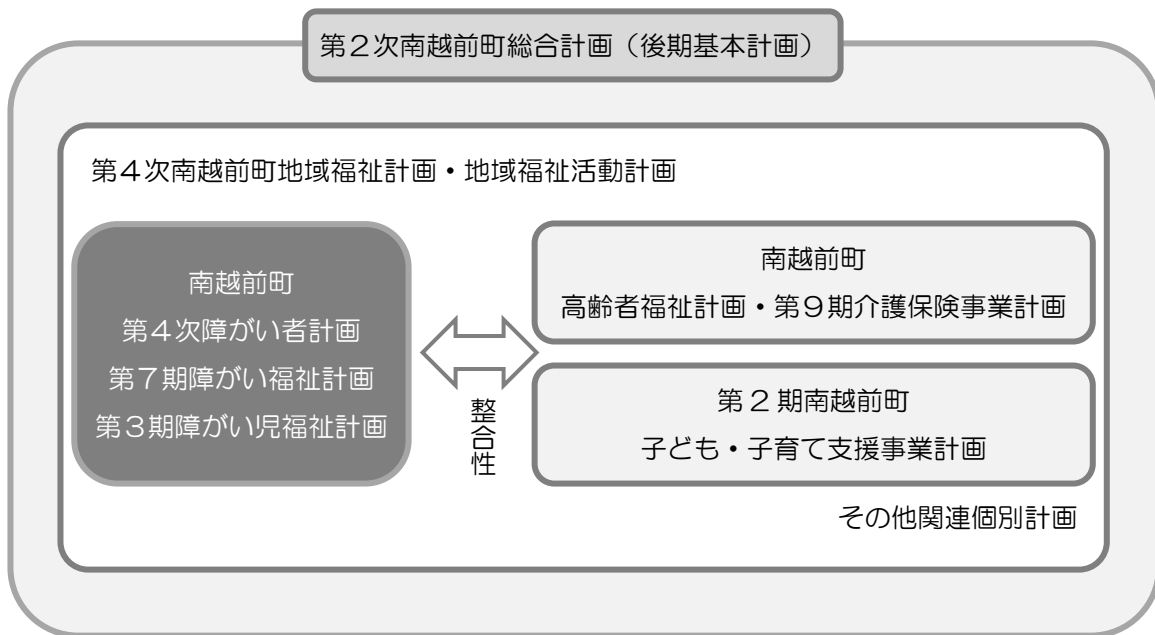 第２次南越前町総合計画（後期基本計画）
第４次南越前町地域福祉計画・地域福祉活動計画
南越前町
第４次障がい者計画
第７期障がい福祉計画
第３期障がい児福祉計画
整合性
南越前町
高齢者福祉計画・第９期介護保険事業計画
第２期南越前町
子ども・子育て支援事業計画
その他関連個別計画